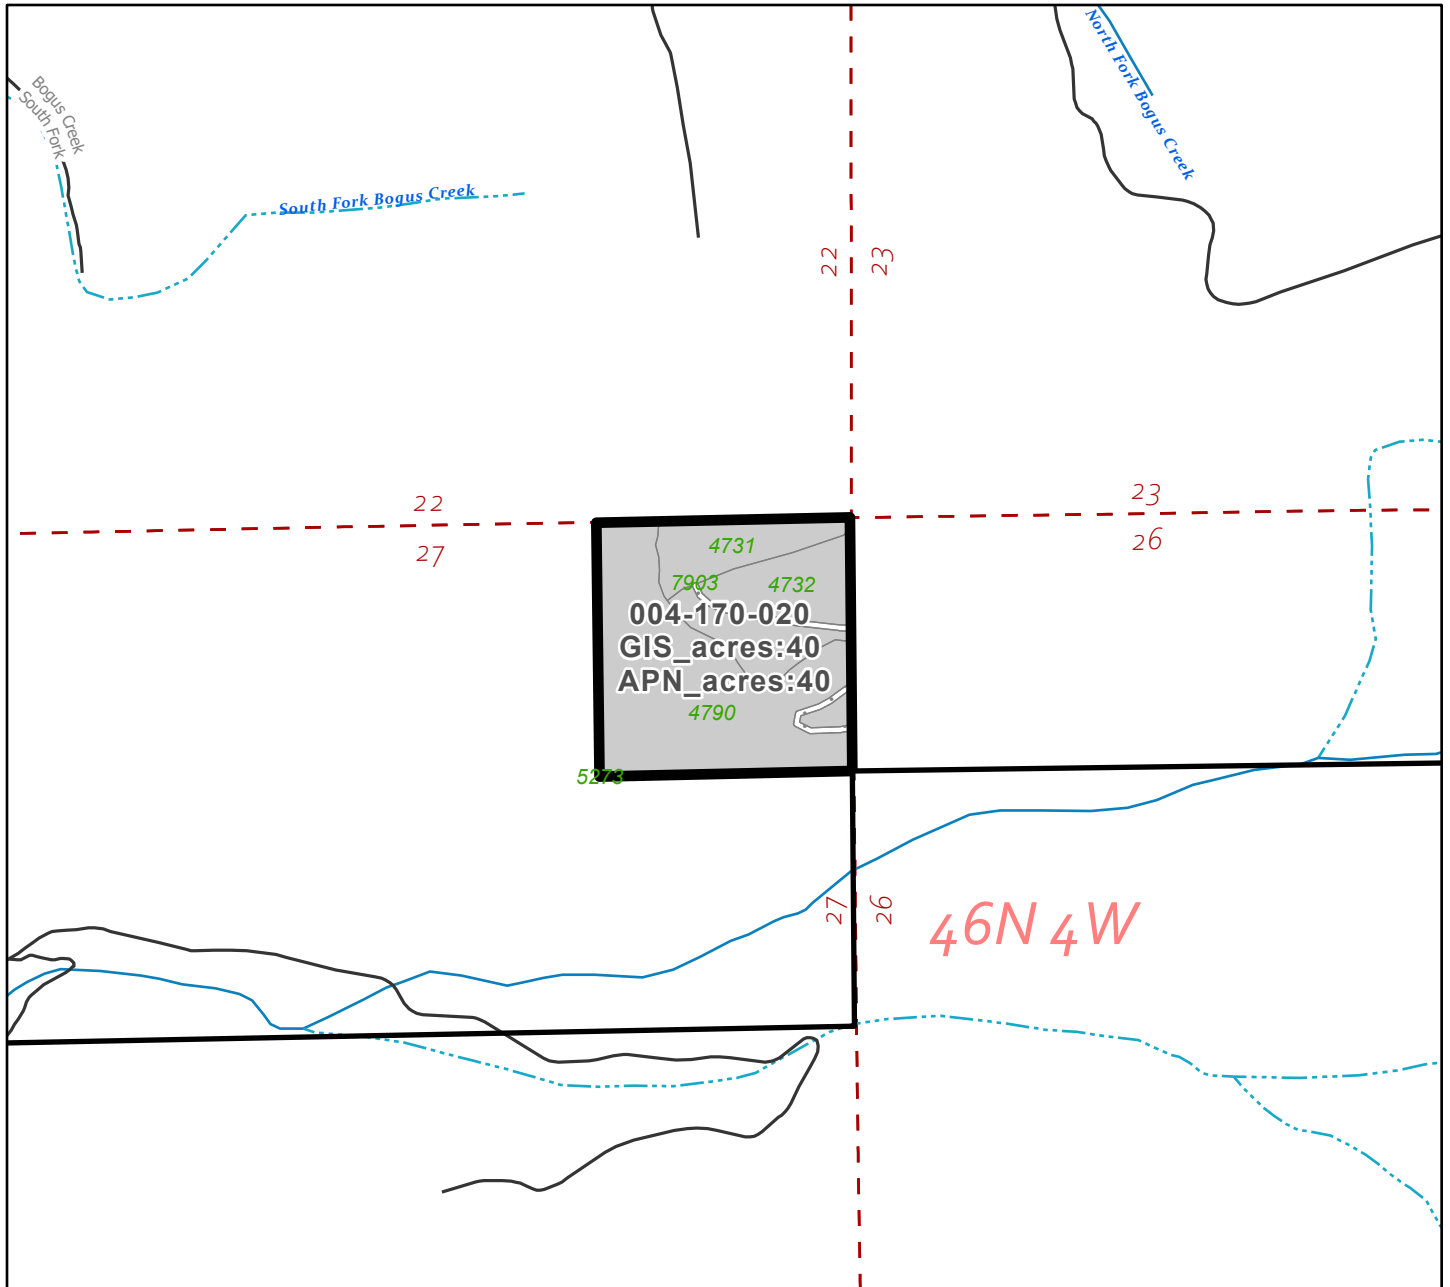 North Fork Bogus Creek
Bogus Creek
South Fork
South Fork Bogus Creek
22
23
22
23
27
26
4731
7903
4732
004-170-020
GIS_acres:40
APN_acres:40
4790
5273
27
26
46N 4W